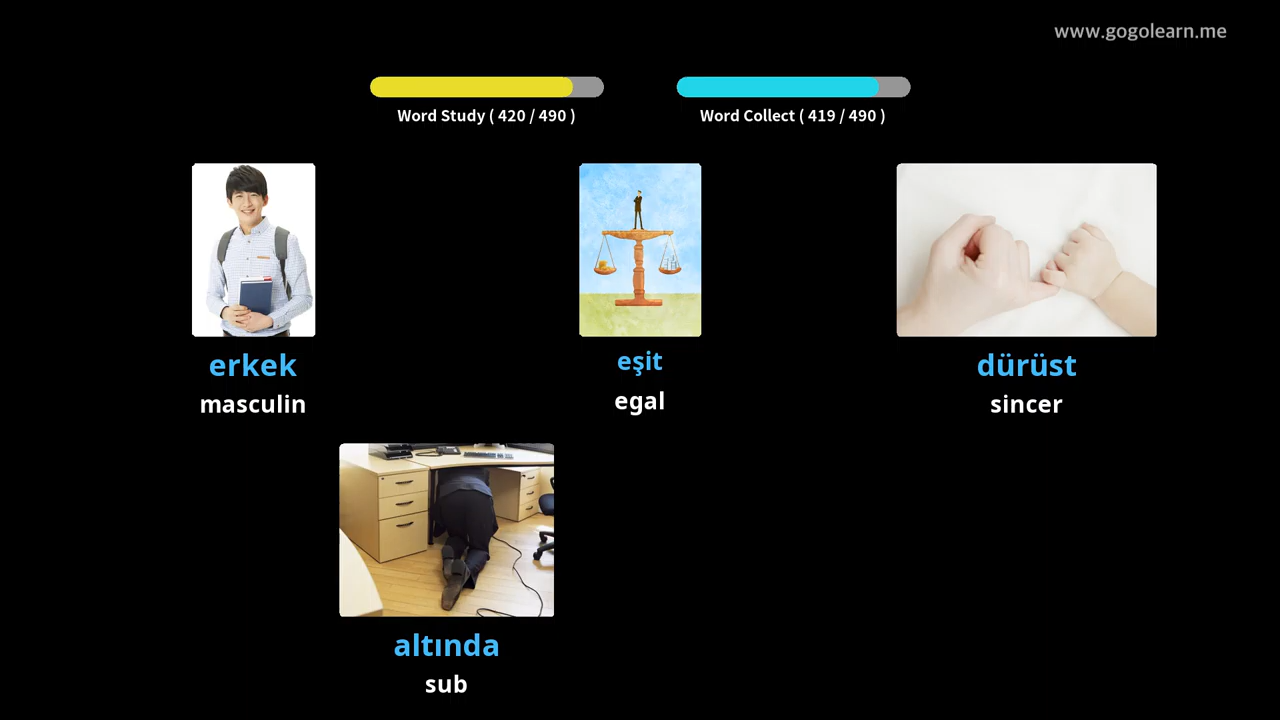 www.gogolearn.me
Word Study ( 420 / 490 )
Word Collect ( 419 / 490 )
erkek
masculin
eşit
egal
dürüst
sincer
altında
sub